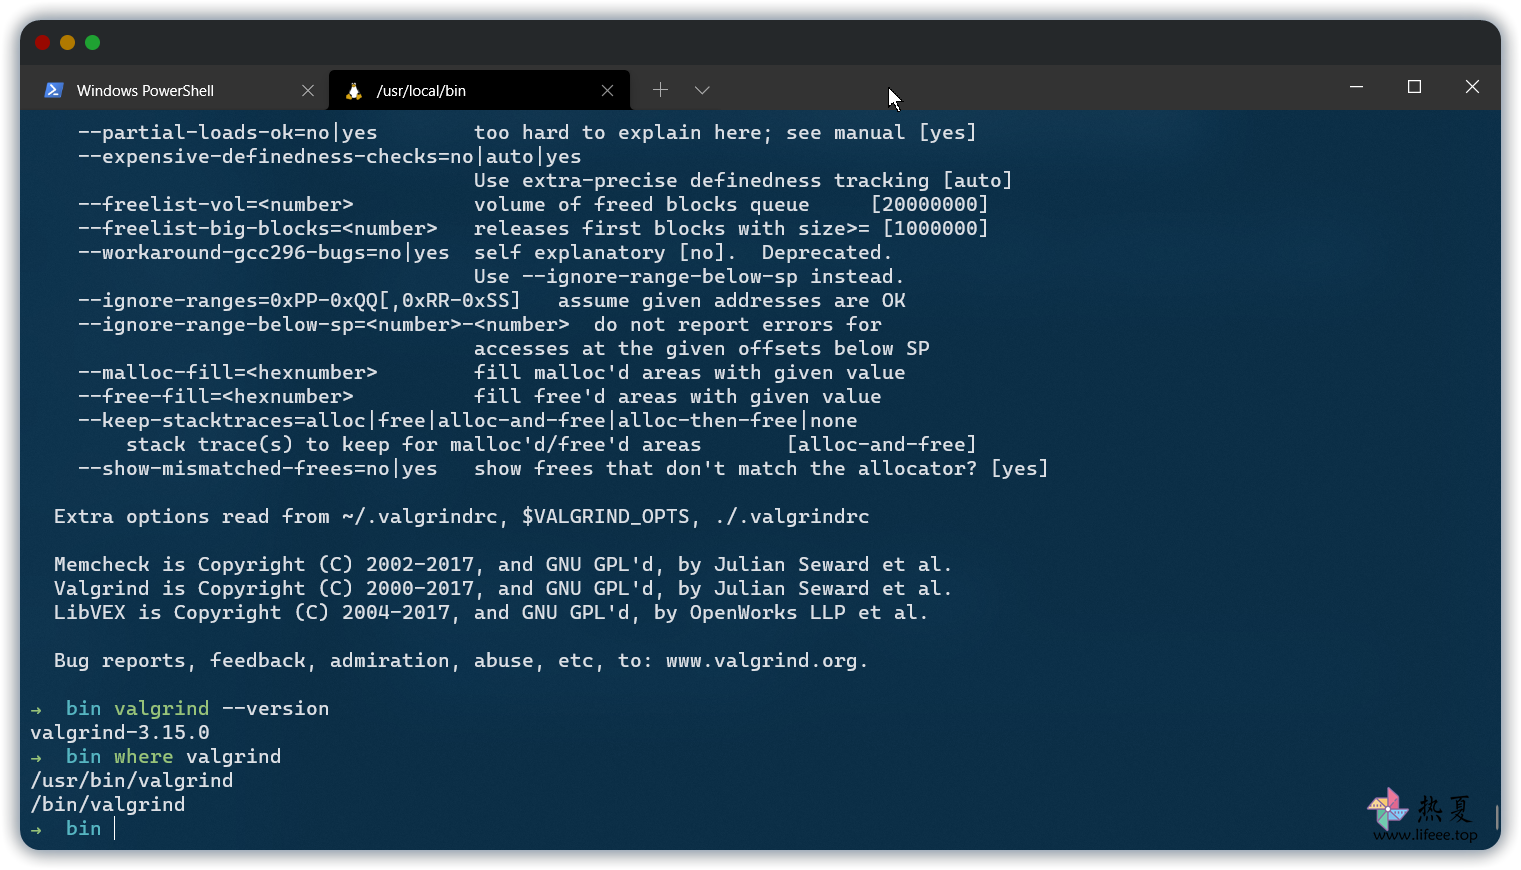 Windows PowerShell
/usr/local/bin
--partial-loads-ok=no|yes        too hard to explain here; see manual [yes]
--expensive-definedness-checks=no|auto|yes
Use extra-precise definedness tracking [auto]
--freelist-vol=<number>          volume of freed blocks queue     [20000000]
--freelist-big-blocks=<number>   releases first blocks with size>= [1000000]
--workaround-gcc296-bugs=no|yes  self explanatory [no].  Deprecated.
Use --ignore-range-below-sp instead.
--ignore-ranges=0xPP-0xQQ[,0xRR-0xSS]   assume given addresses are OK
--ignore-range-below-sp=<number>-<number>  do not report errors for
accesses at the given offsets below SP
--malloc-fill=<hexnumber>        fill malloc'd areas with given value
--free-fill=<hexnumber>          fill free'd areas with given value
--keep-stacktraces=alloc|free|alloc-and-free|alloc-then-free|none
stack trace(s) to keep for malloc'd/free'd areas       [alloc-and-free]
--show-mismatched-frees=no|yes   show frees that don't match the allocator? [yes]
Extra options read from ~/.valgrindrc, $VALGRIND_OPTS, ./.valgrindrc
Memcheck is Copyright (C) 2002-2017, and GNU GPL'd, by Julian Seward et al.
Valgrind is Copyright (C) 2000-2017, and GNU GPL'd, by Julian Seward et al.
LibVEX is Copyright (C) 2004-2017, and GNU GPL'd, by OpenWorks LLP et al.
Bug reports, feedback, admiration, abuse, etc, to: www.valgrind.org.
→  bin valgrind --version
valgrind-3.15.0
→  bin where valgrind
/usr/bin/valgrind
/bin/valgrind
→  bin
热夏
www.lifeee.top